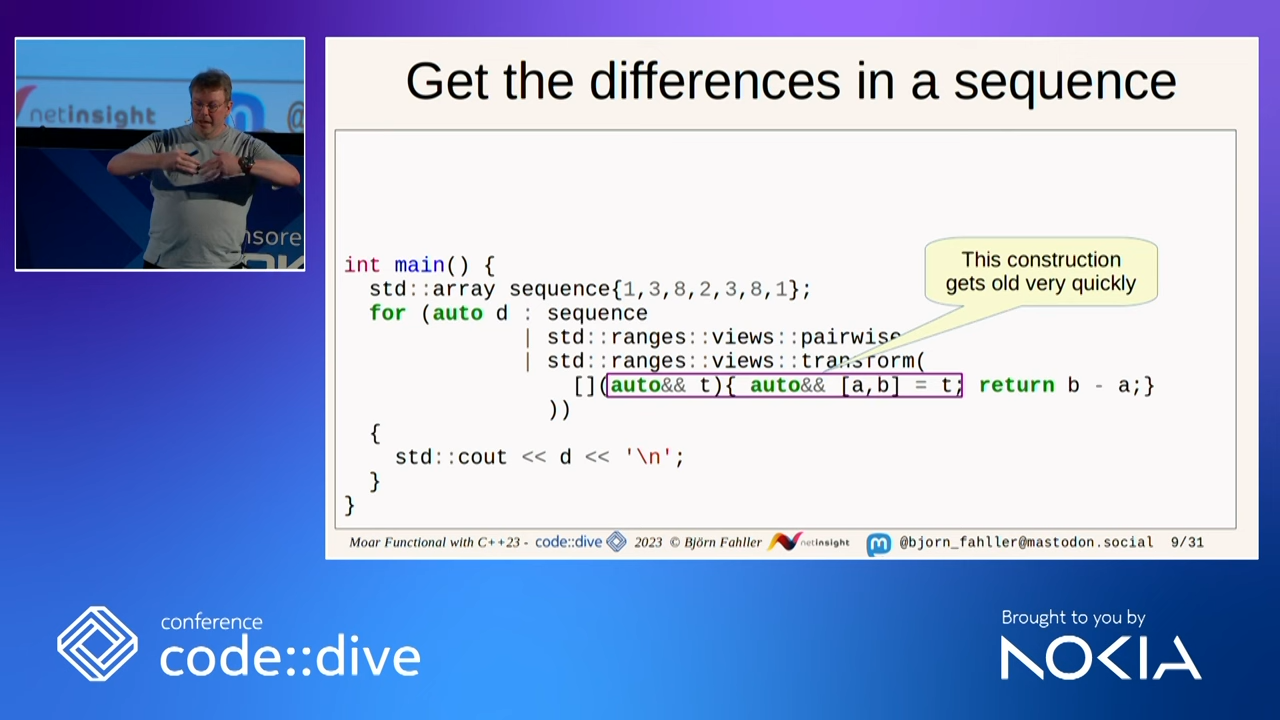 netinsight
@
nsore
Get the differences in a sequence
This construction
gets old very quickly
int main() {
std::array sequence{1,3,8,2,3,8,1};
for (auto d : sequence
| std::ranges::views::pairwise
| std::ranges::views::transform(
[](auto&& t){ auto&& [a,b] = t; return b - a;}
))
{
std::cout << d << '\n';
}
}
Moar Functional with C++23 - code::dive 2023 © Björn Fahller netinsight @bjorn_fahller@mastodon.social 9/31
conference
code::dive
Brought to you by
NOKIA